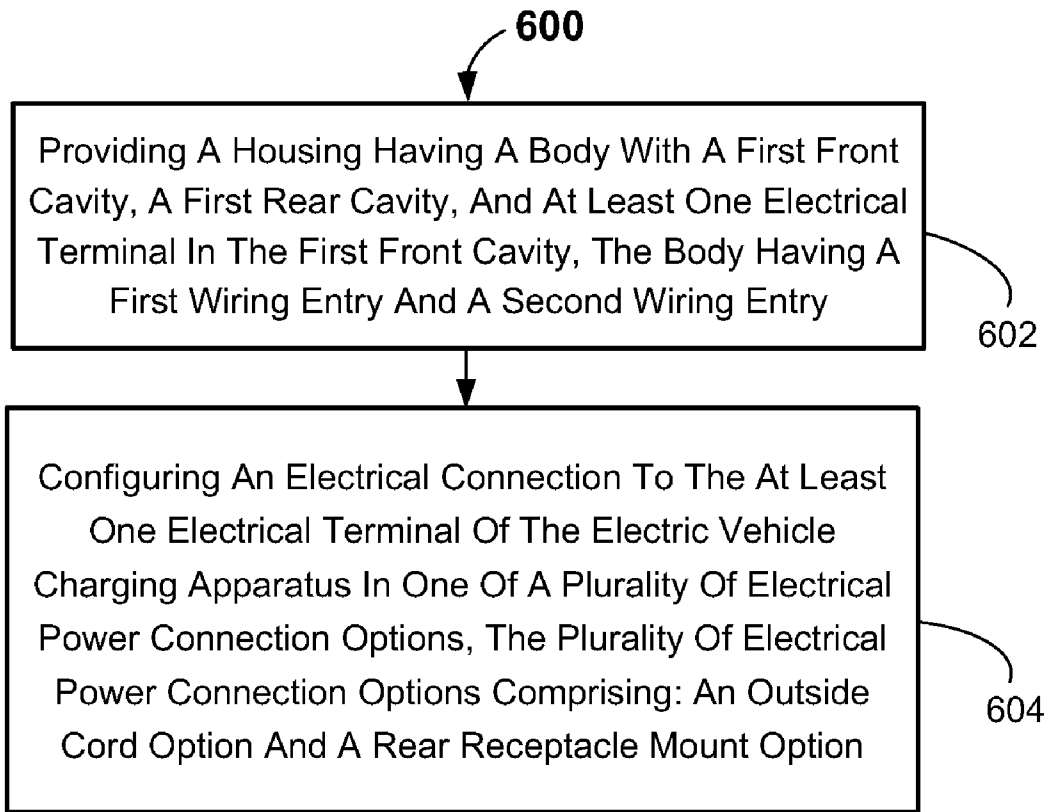 600
Providing A Housing Having A Body With A First Front
Cavity, A First Rear Cavity, And At Least One Electrical
Terminal In The First Front Cavity, The Body Having A
First Wiring Entry And A Second Wiring Entry
602
Configuring An Electrical Connection To The At Least
One Electrical Terminal Of The Electric Vehicle
Charging Apparatus In One Of A Plurality Of Electrical
Power Connection Options, The Plurality Of Electrical
Power Connection Options Comprising: An Outside
Cord Option And A Rear Receptacle Mount Option
604